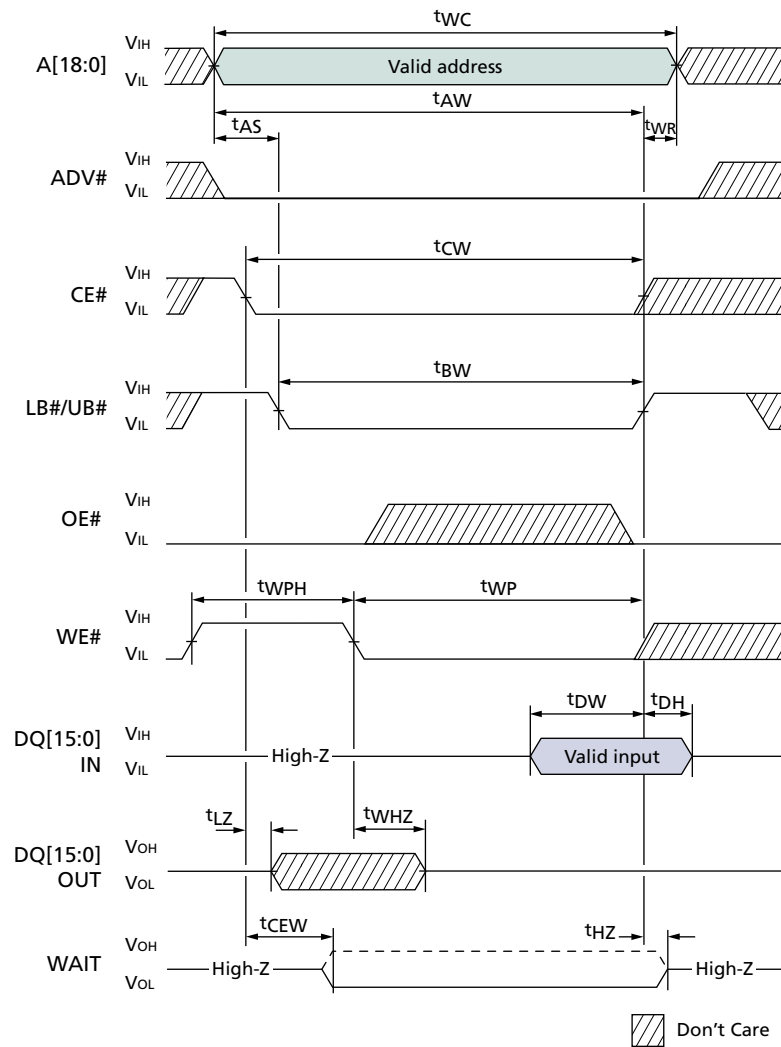 tWC
A[18:0] VIH VIL Valid address
tAW
tAS tWR
ADV# VIH VIL
tCW
CE# VIH VIL
tBW
LB#/UB# VIH VIL
OE# VIH VIL
tWPH tWP
WE# VIH VIL
tDW tDH
DQ[15:0] IN VIH VIL High-Z Valid input
tLZ tWHZ
DQ[15:0] OUT VOH VOL
tCEW tHZ
WAIT VOH VOL High-Z High-Z
Don't Care